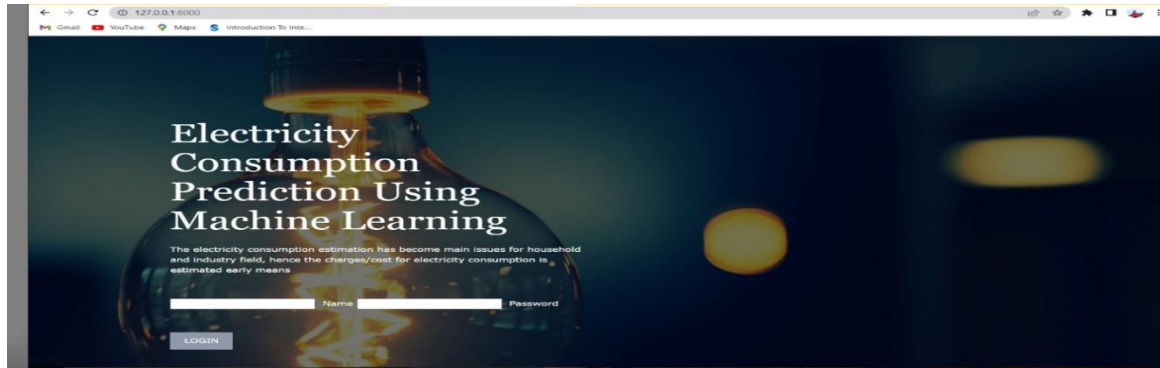 127.0.0.1:8000
Gmail YouTube Maps Introduction To Inte...
Electricity
Consumption
Prediction Using
Machine Learning
The electricity consumption estimation has become main issues for household
and industry field, hence the charges/cost for electricity consumption is
estimated early means
Name Password
LOGIN